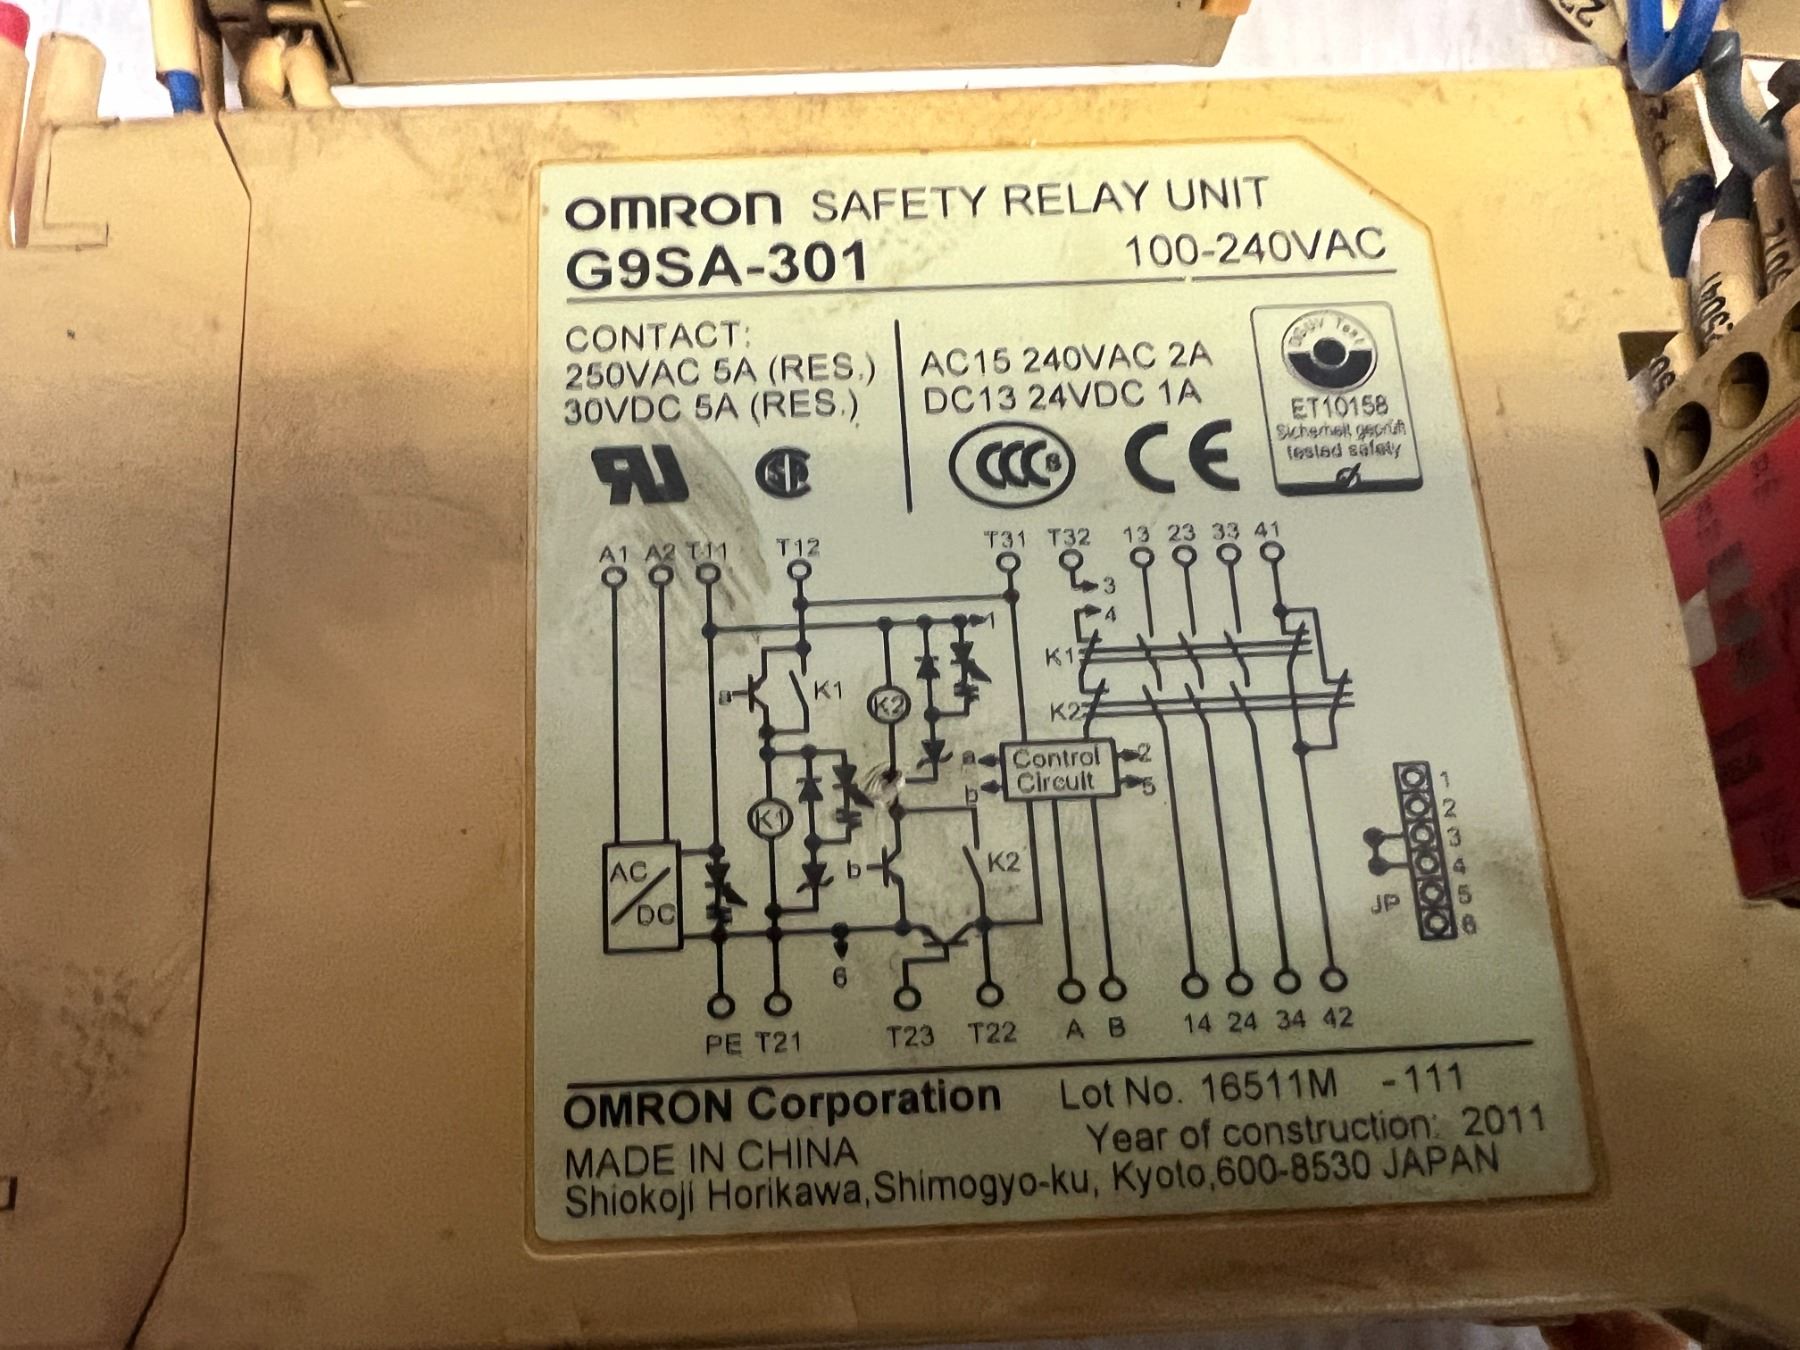 OMRON SAFETY RELAY UNIT
G9SA-301 100-240VAC
CONTACT:
250VAC 5A (RES.)
30VDC 5A (RES.)
AC15 240VAC 2A
DC13 24VDC 1A
Test
ET10158
Sicherheit geprüft
tested safety
CCC S CE
A1 A2 T11 T12 T31 T32 13 23 33 41
3
4
1
K1
K2
a K1
K2
Control
Circuit
a 2
b 5
K1
b K2
AC
DC
6
1
2
3
4
5
6
JP
PE T21 T23 T22 A B 14 24 34 42
OMRON Corporation Lot No. 16511M -111
Year of construction: 2011
MADE IN CHINA
Shiokoji Horikawa, Shimogyo-ku, Kyoto, 600-8530 JAPAN